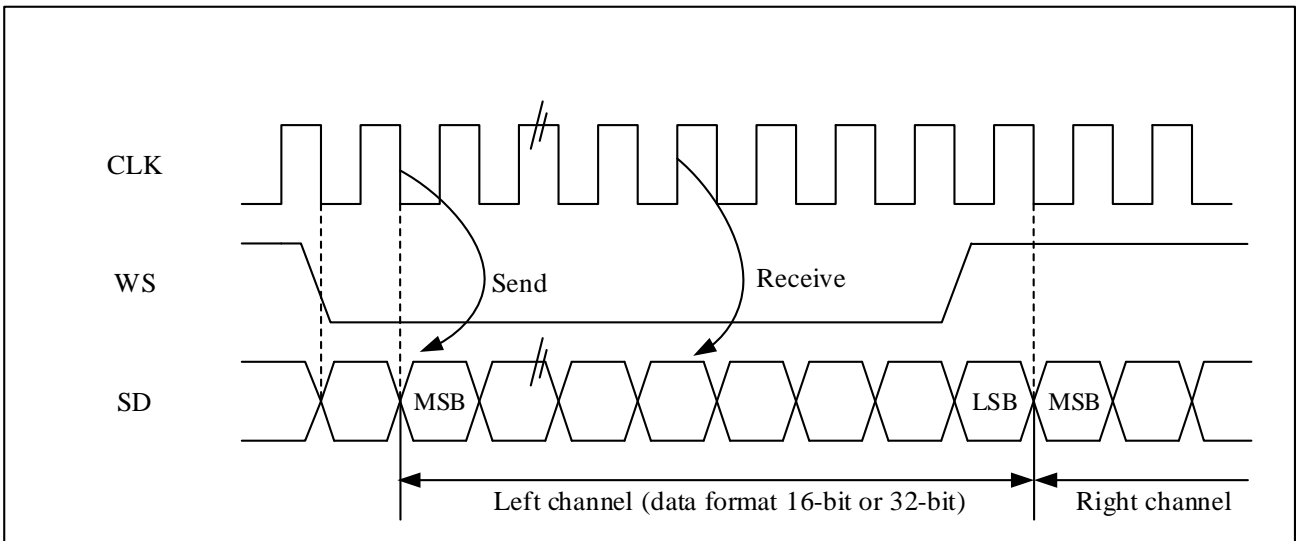 CLK
WS
Send
Receive
SD
MSB
LSB
MSB
Left channel (data format 16-bit or 32-bit)
Right channel